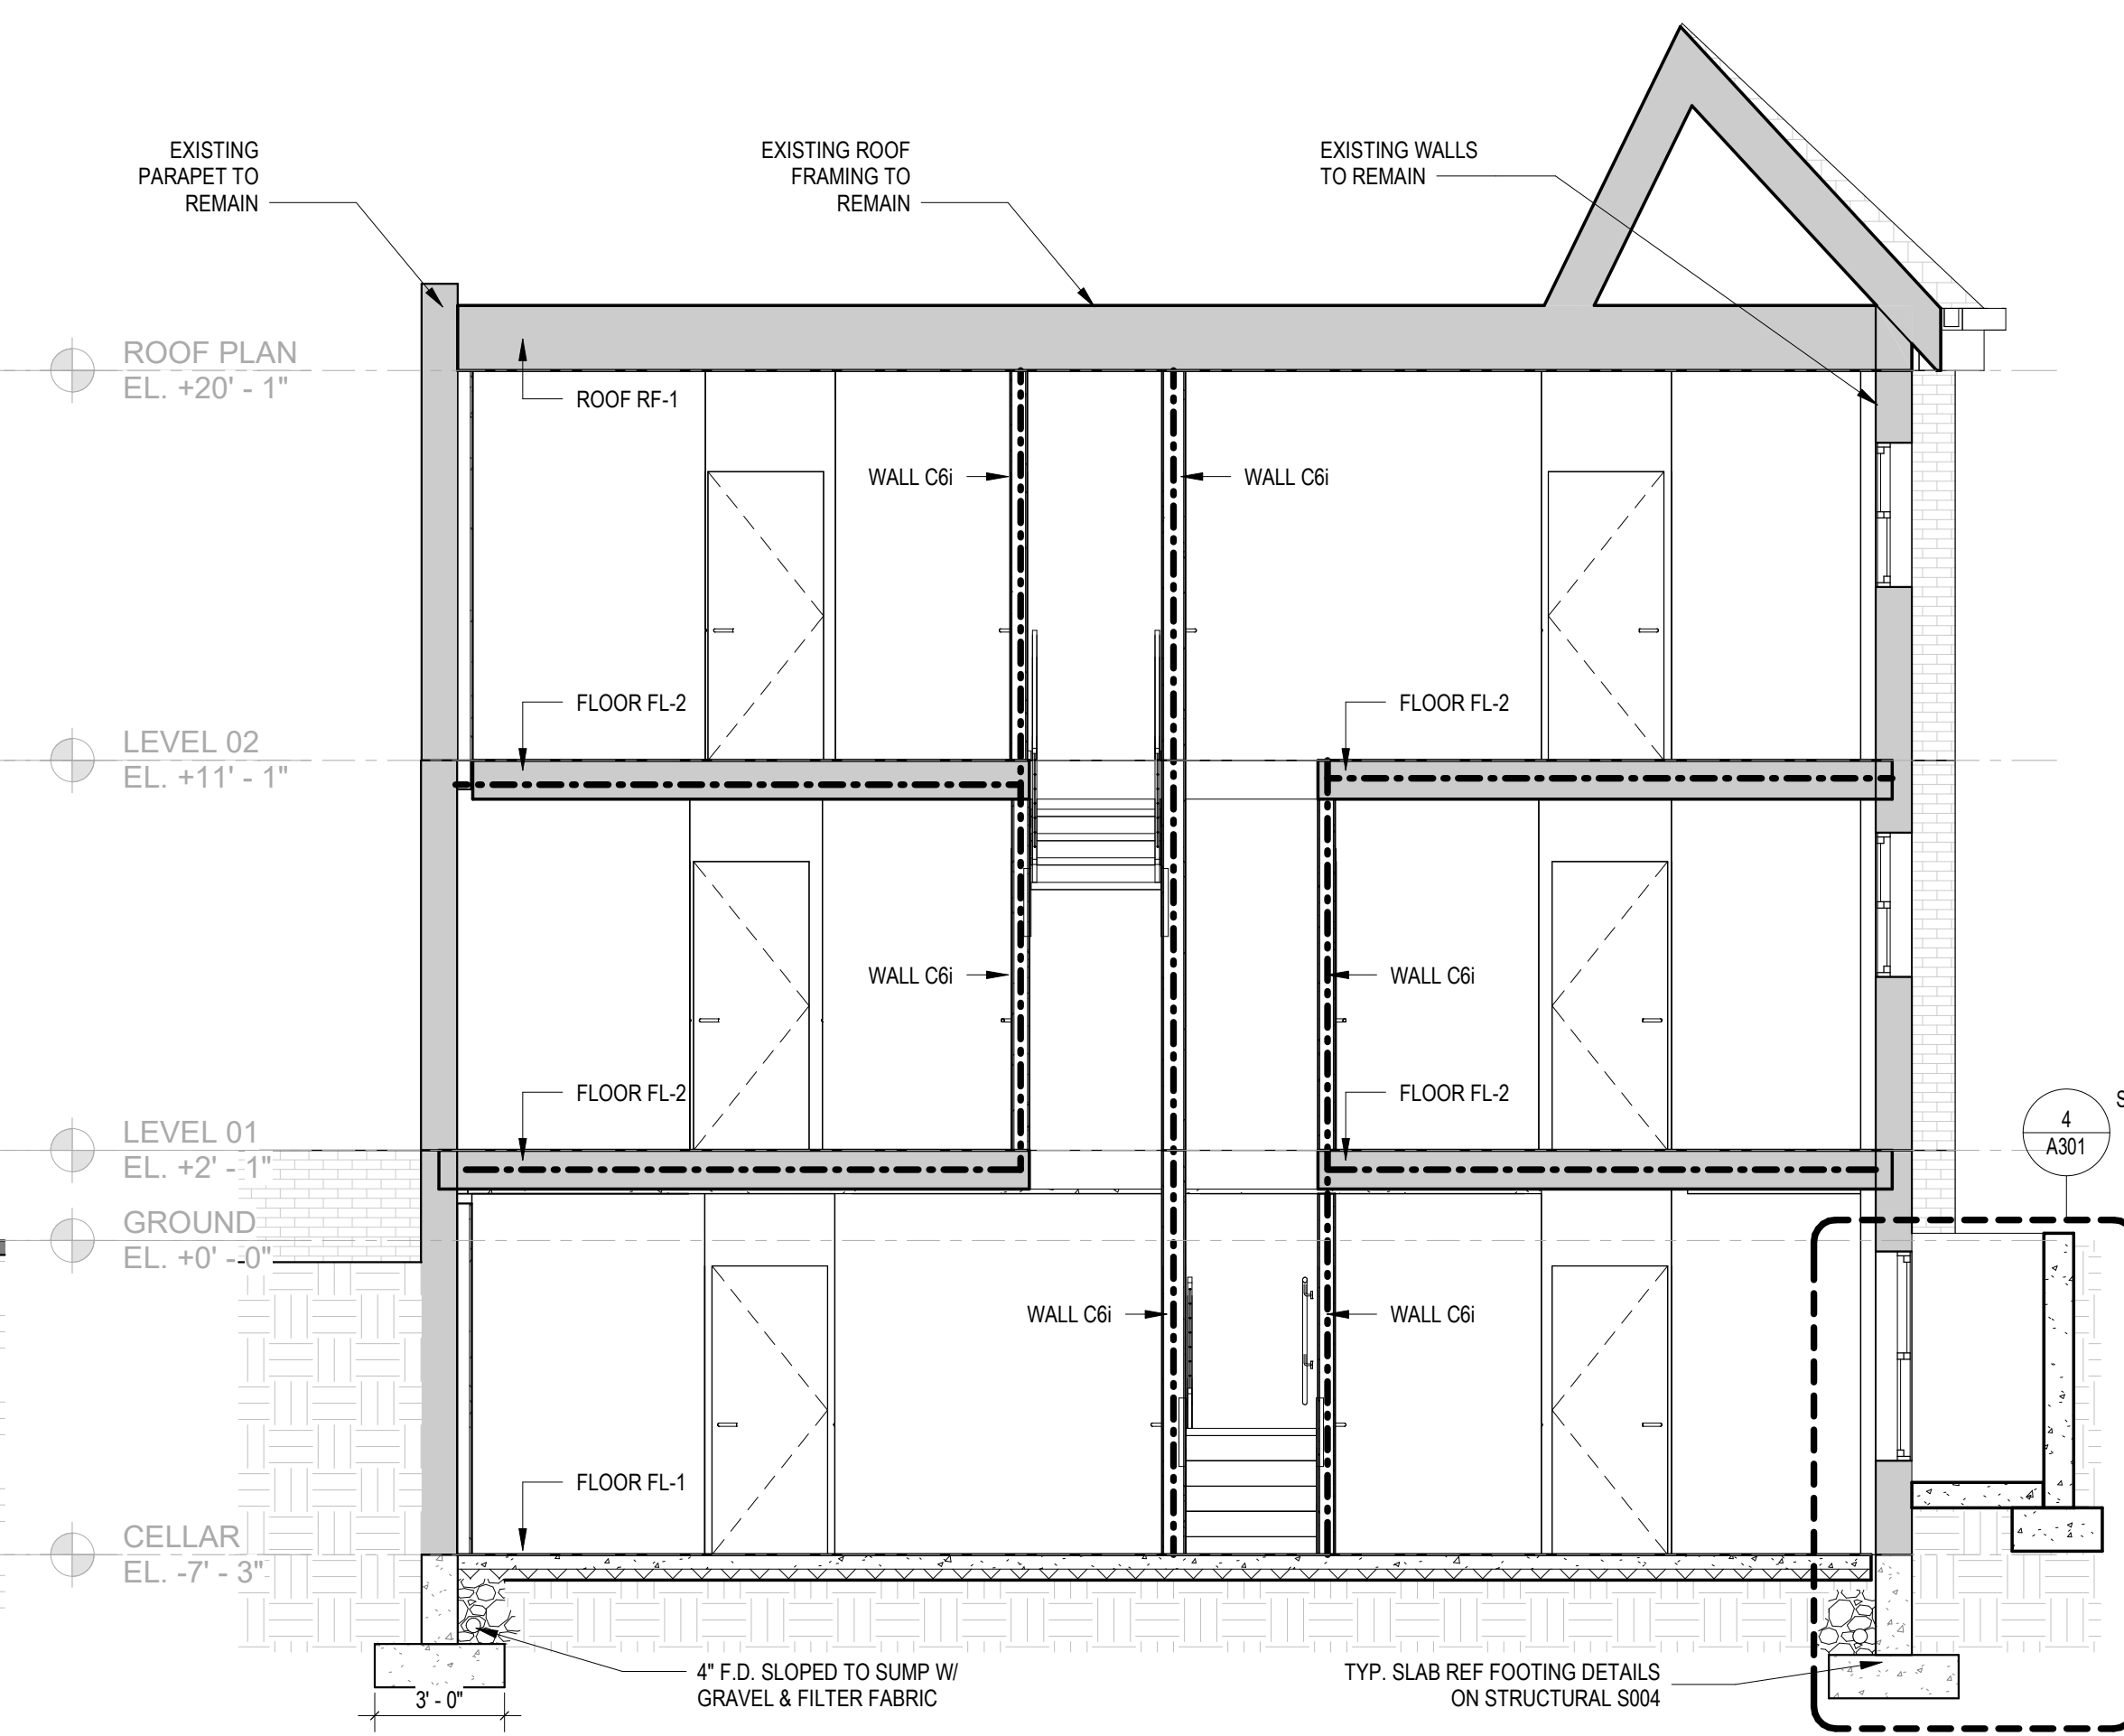 EXISTING
PARAPET TO
REMAIN
EXISTING ROOF
FRAMING TO
REMAIN
EXISTING WALLS
TO REMAIN
ROOF PLAN
EL. +20' - 1"
ROOF RF-1
WALL C6i
WALL C6i
FLOOR FL-2
FLOOR FL-2
LEVEL 02
EL. +11' - 1"
WALL C6i
WALL C6i
FLOOR FL-2
FLOOR FL-2
LEVEL 01
EL. +2' - 1"
4
A301
S
GROUND
EL. +0' - 0"
WALL C6i
WALL C6i
FLOOR FL-1
CELLAR
EL. -7' - 3"
4" F.D. SLOPED TO SUMP W/
GRAVEL & FILTER FABRIC
TYP. SLAB REF FOOTING DETAILS
ON STRUCTURAL S004
3' - 0"